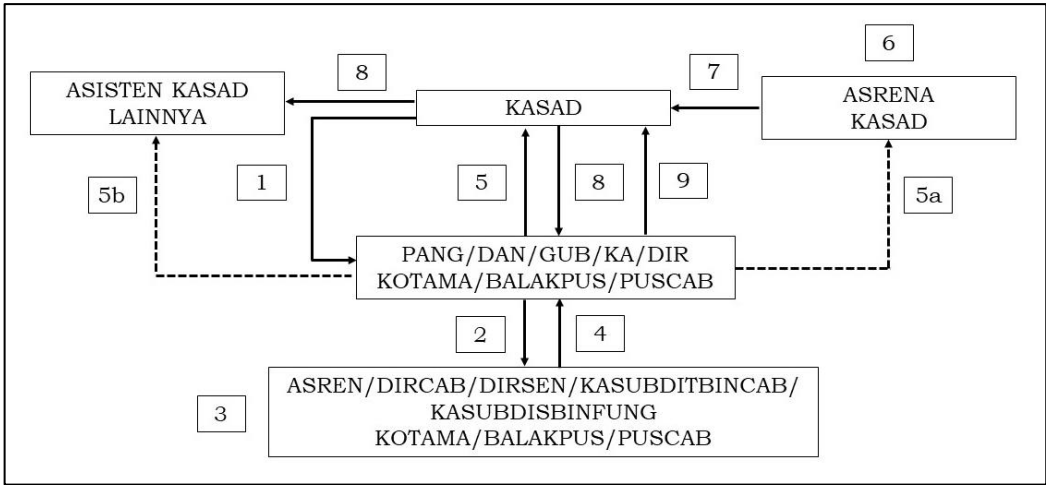 6
8
7
ASISTEN KASAD
LAINNYA
KASAD
ASRENA
KASAD
5b
1
5
8
9
5a
PANG/DAN/GUB/KA/DIR
KOTAMA/BALAKPUS/PUSCAB
2
4
3
ASREN/DIRCAB/DIRSEN/KASUBDITBINCAB/
KASUBDISBINFUNG
KOTAMA/BALAKPUS/PUSCAB